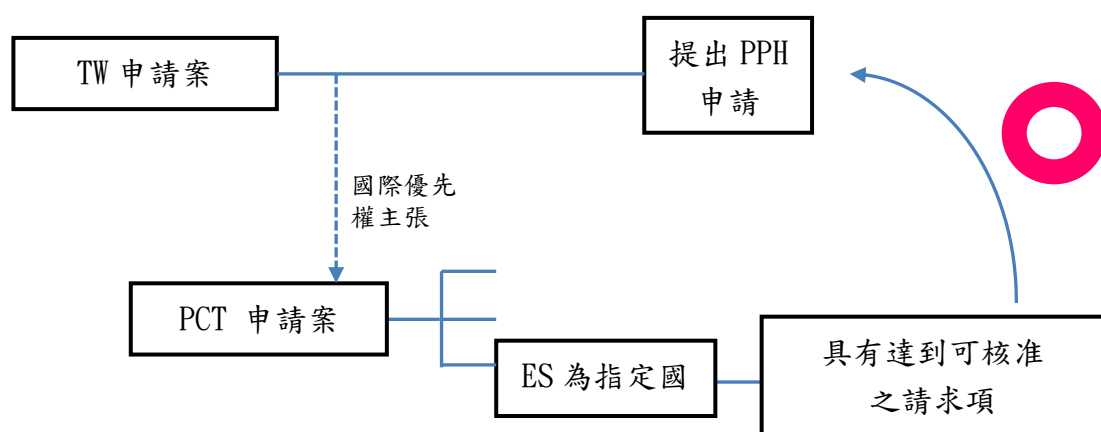 TW 申請案
提出 PPH
申請
國際優先
權主張
PCT 申請案
ES 為指定國
具有達到可核准
之請求項